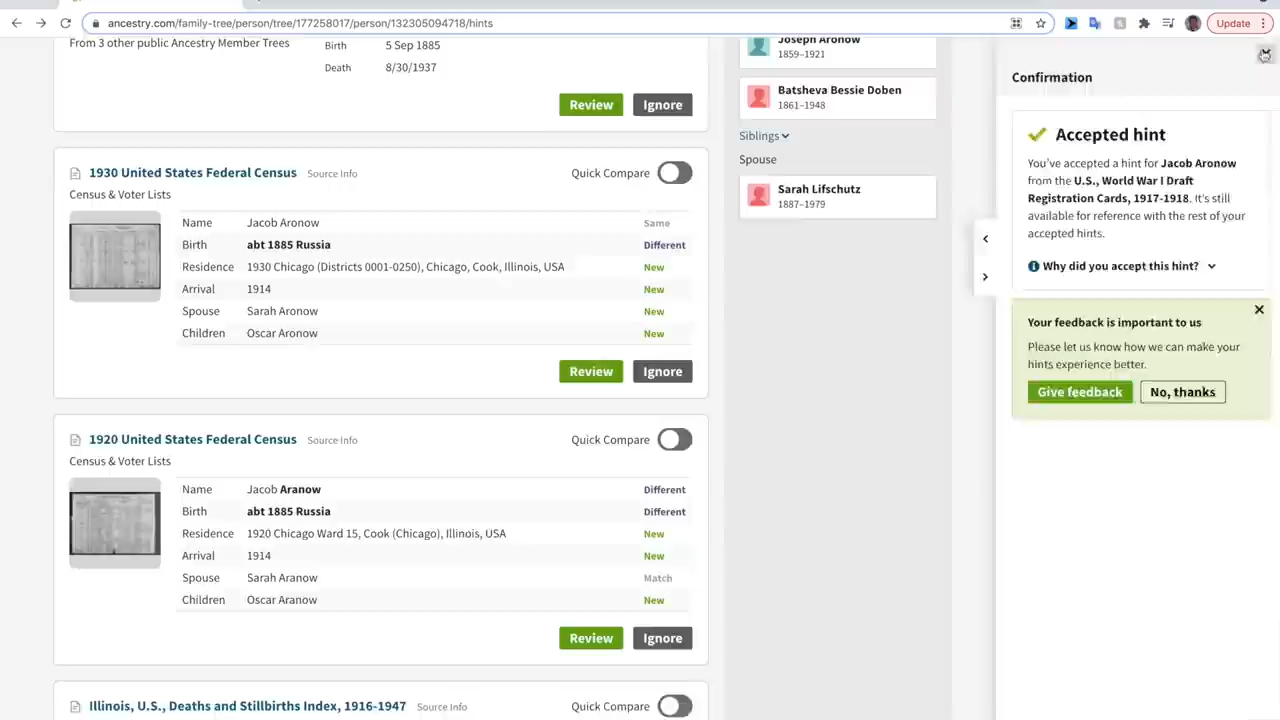 ancestry.com/family-tree/person/tree/177258017/person/132305094718/hints
Update
From 3 other public Ancestry Member Trees
Birth 5 Sep 1885
Death 8/30/1937
Review Ignore
1930 United States Federal Census Source Info Quick Compare
Census & Voter Lists
Name Jacob Aronow Same
Birth abt 1885 Russia Different
Residence 1930 Chicago (Districts 0001-0250), Chicago, Cook, Illinois, USA New
Arrival 1914 New
Spouse Sarah Aronow New
Children Oscar Aronow New
Review Ignore
1920 United States Federal Census Source Info Quick Compare
Census & Voter Lists
Name Jacob Aranow Different
Birth abt 1885 Russia Different
Residence 1920 Chicago Ward 15, Cook (Chicago), Illinois, USA New
Arrival 1914 New
Spouse Sarah Aranow Match
Children Oscar Aranow New
Review Ignore
Illinois, U.S., Deaths and Stillbirths Index, 1916-1947 Source Info Quick Compare
Joseph Aronow
1859–1921
Batsheva Bessie Doben
1861–1948
Siblings
Spouse
Sarah Lifschutz
1887–1979
Confirmation
Accepted hint
You've accepted a hint for Jacob Aronow
from the U.S., World War I Draft
Registration Cards, 1917-1918. It's still
available for reference with the rest of your
accepted hints.
Why did you accept this hint?
Your feedback is important to us
Please let us know how we can make your
hints experience better.
Give feedback No, thanks